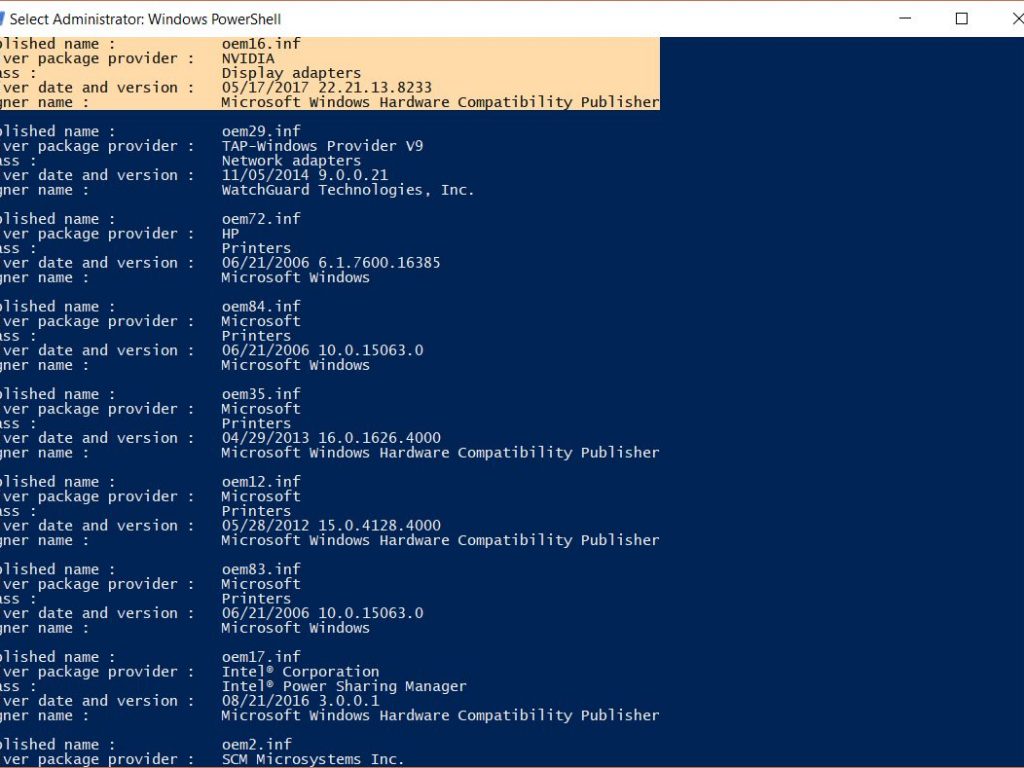 Select Administrator: Windows PowerShell
lished name : oem16.inf
ver package provider : NVIDIA
ass : Display adapters
ver date and version : 05/17/2017 22.21.13.8233
gner name : Microsoft Windows Hardware Compatibility Publisher
lished name : oem29.inf
ver package provider : TAP-Windows Provider V9
ass : Network adapters
ver date and version : 11/05/2014 9.0.0.21
gner name : WatchGuard Technologies, Inc.
lished name : oem72.inf
ver package provider : HP
ass : Printers
ver date and version : 06/21/2006 6.1.7600.16385
gner name : Microsoft Windows
lished name : oem84.inf
ver package provider : Microsoft
ass : Printers
ver date and version : 06/21/2006 10.0.15063.0
gner name : Microsoft Windows
lished name : oem35.inf
ver package provider : Microsoft
ass : Printers
ver date and version : 04/29/2013 16.0.1626.4000
gner name : Microsoft Windows Hardware Compatibility Publisher
lished name : oem12.inf
ver package provider : Microsoft
ass : Printers
ver date and version : 05/28/2012 15.0.4128.4000
gner name : Microsoft Windows Hardware Compatibility Publisher
lished name : oem83.inf
ver package provider : Microsoft
ass : Printers
ver date and version : 06/21/2006 10.0.15063.0
gner name : Microsoft Windows
lished name : oem17.inf
ver package provider : Intel® Corporation
ass : Intel® Power Sharing Manager
ver date and version : 08/21/2016 3.0.0.1
gner name : Microsoft Windows Hardware Compatibility Publisher
lished name : oem2.inf
ver package provider : SCM Microsystems Inc.